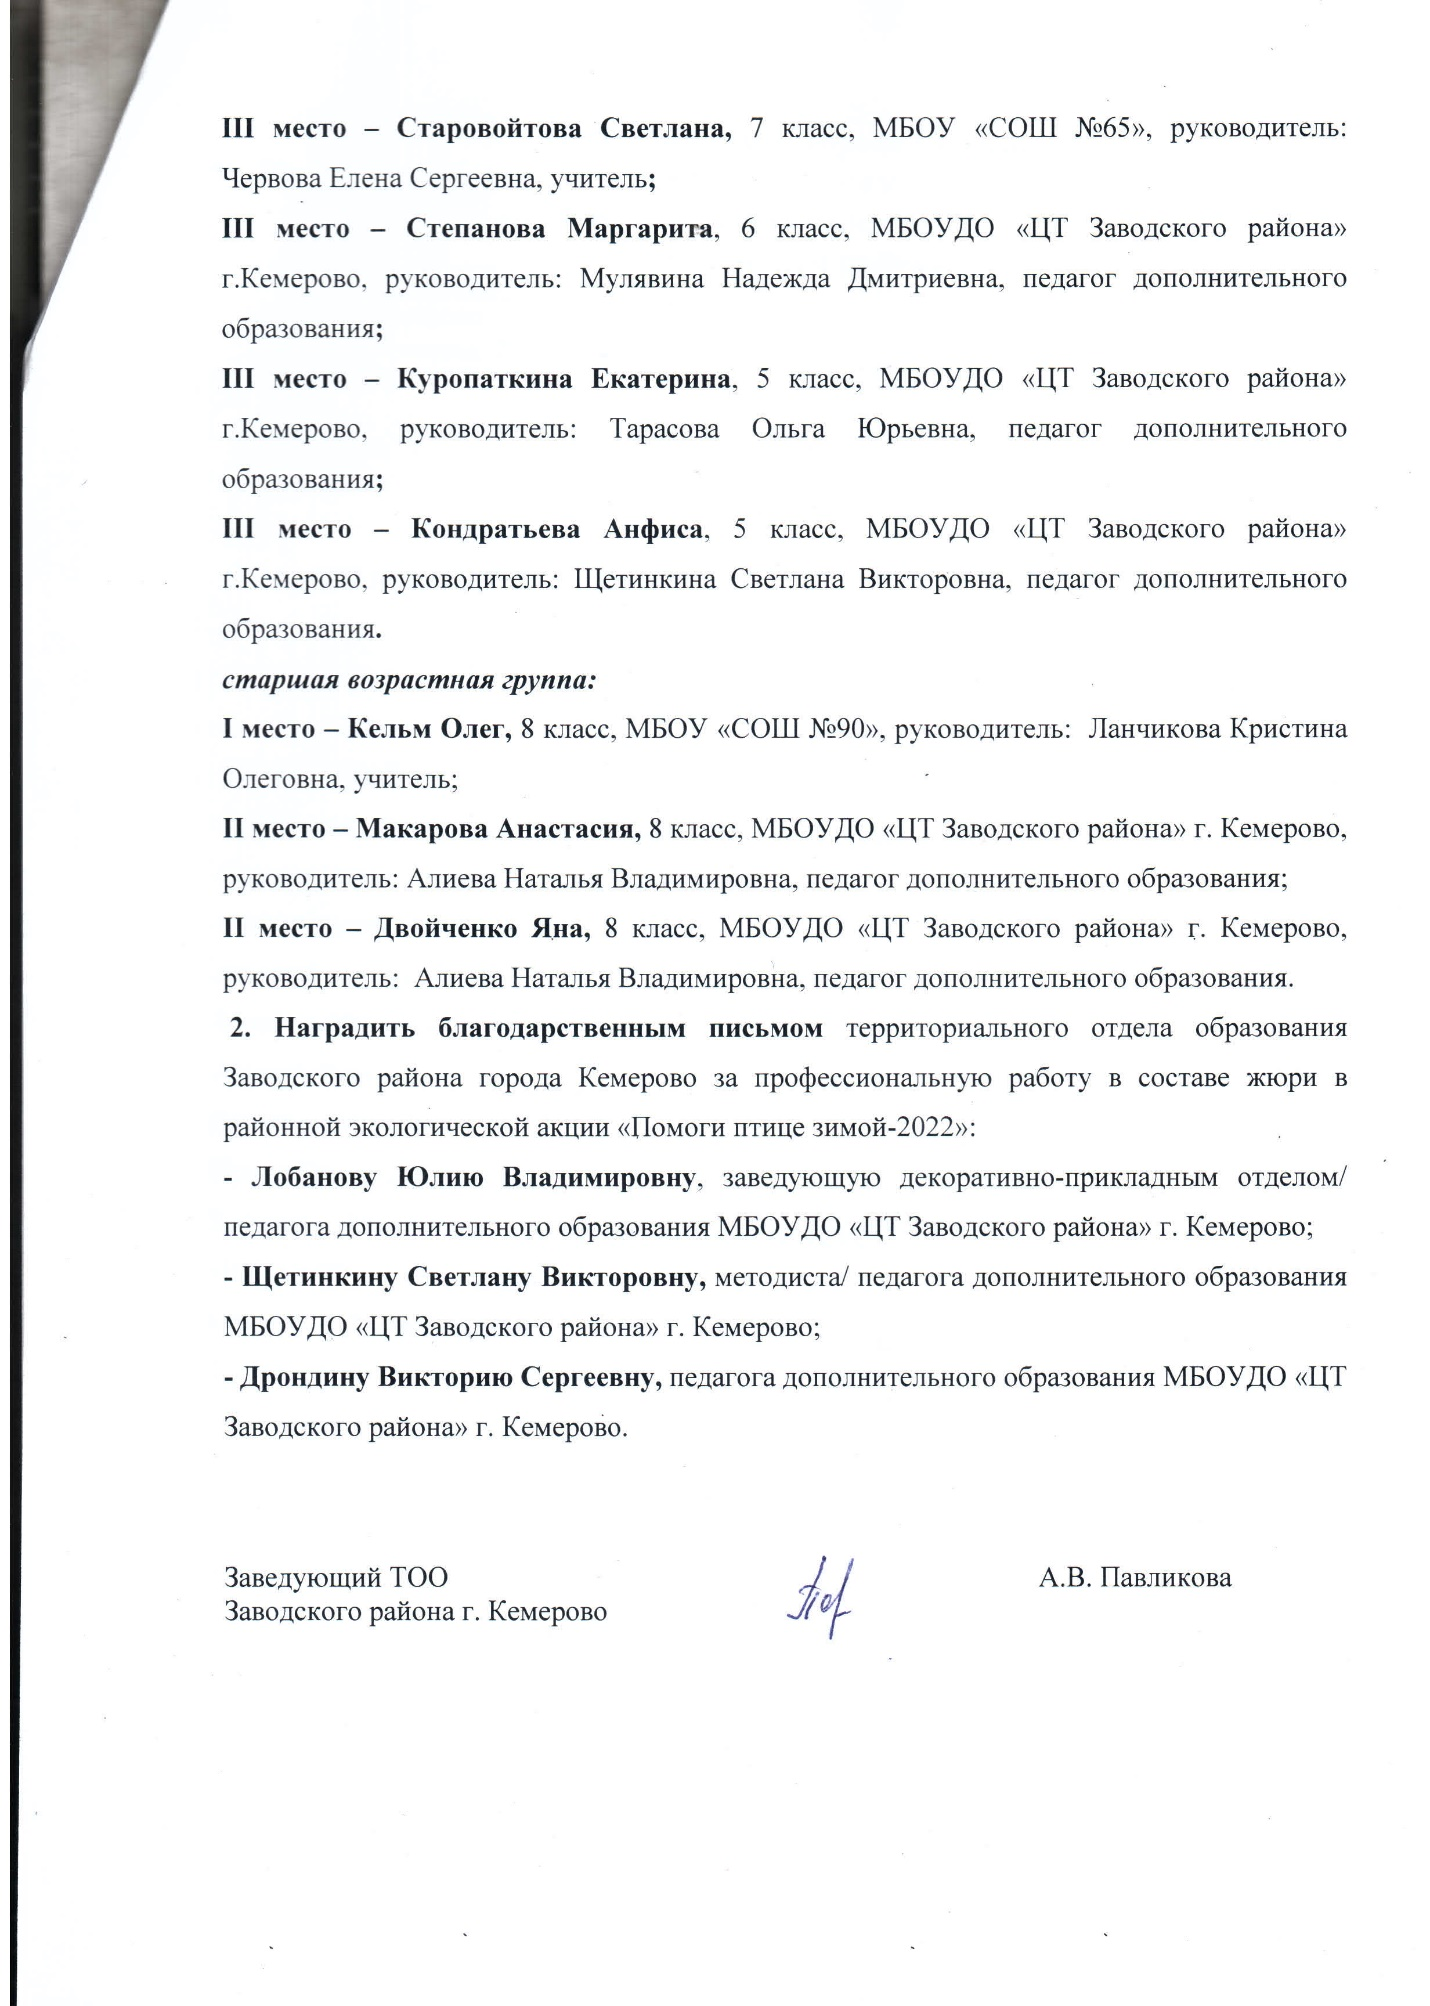 III место – Старовойтова Светлана, 7 класс, МБОУ «СОШ №65», руководитель:
Червова Елена Сергеевна, учитель;
III место – Степанова Маргарита, 6 класс, МБОУДО «ЦТ Заводского района»
г.Кемерово, руководитель: Мулявина Надежда Дмитриевна, педагог дополнительного
образования;
III место – Куропаткина Екатерина, 5 класс, МБОУДО «ЦТ Заводского района»
г.Кемерово, руководитель: Тарасова Ольга Юрьевна, педагог дополнительного
образования;
III место – Кондратьева Анфиса, 5 класс, МБОУДО «ЦТ Заводского района»
г.Кемерово, руководитель: Щетинкина Светлана Викторовна, педагог дополнительного
образования.
старшая возрастная группа:
I место – Кельм Олег, 8 класс, МБОУ «СОШ №90», руководитель: Ланчикова Кристина
Олеговна, учитель;
II место – Макарова Анастасия, 8 класс, МБОУДО «ЦТ Заводского района» г. Кемерово,
руководитель: Алиева Наталья Владимировна, педагог дополнительного образования;
II место – Двойченко Яна, 8 класс, МБОУДО «ЦТ Заводского района» г. Кемерово,
руководитель: Алиева Наталья Владимировна, педагог дополнительного образования.
2. Наградить благодарственным письмом территориального отдела образования
Заводского района города Кемерово за профессиональную работу в составе жюри в
районной экологической акции «Помоги птице зимой-2022»:
- Лобанову Юлию Владимировну, заведующую декоративно-прикладным отделом/
педагога дополнительного образования МБОУДО «ЦТ Заводского района» г. Кемерово;
- Щетинкину Светлану Викторовну, методиста/ педагога дополнительного образования
МБОУДО «ЦТ Заводского района» г. Кемерово;
- Дрондину Викторию Сергеевну, педагога дополнительного образования МБОУДО «ЦТ
Заводского района» г. Кемерово.
Заведующий ТОО А.В. Павликова
Заводского района г. Кемерово